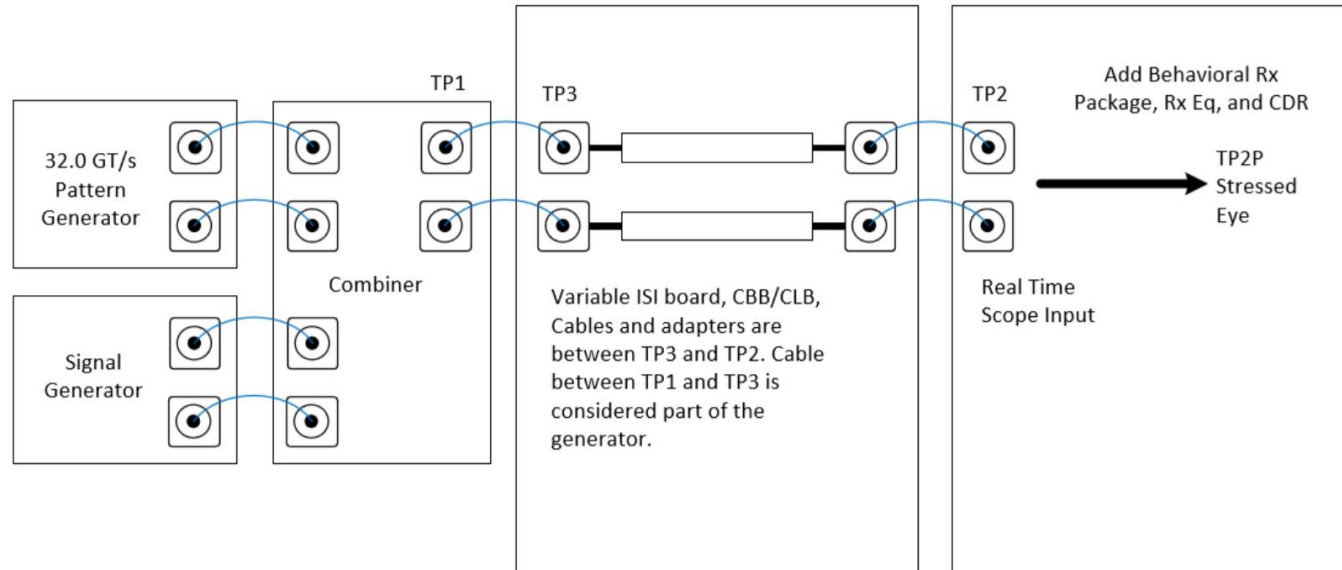 32.0 GT/s
Pattern
Generator
Signal
Generator
Combiner
TP1
TP3
Variable ISI board, CBB/CLB,
Cables and adapters are
between TP3 and TP2. Cable
between TP1 and TP3 is
considered part of the
generator.
TP2
Real Time
Scope Input
Add Behavioral Rx
Package, Rx Eq, and CDR
TP2P
Stressed
Eye